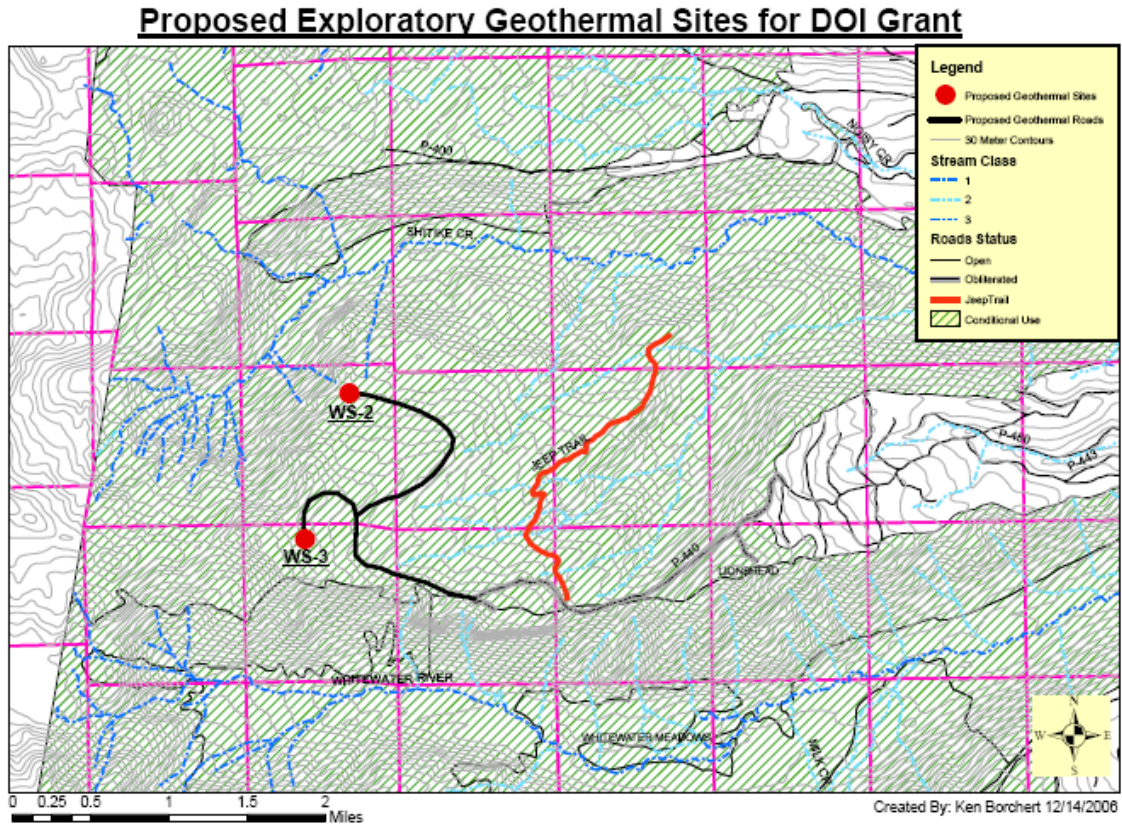 Proposed Exploratory Geothermal Sites for DOI Grant
Legend
Proposed Geothermal Sites
Proposed Geothermal Roads
30 Meter Contours
Stream Class
1
2
3
Roads Status
Open
Obliterated
JeepTrail
Conditional Use
P-400
NOISY CR.
SHITIKE CR.
WS-2
JEEP TRAIL
P-450
P-443
WS-3
P-440
LIONSHEAD
WHITEWATER RIVER
WHITEWATER MEADOWS
MILK CR.
N
W E
S
0 0.25 0.5 1 1.5 2
Miles
Created By: Ken Borchert 12/14/2006